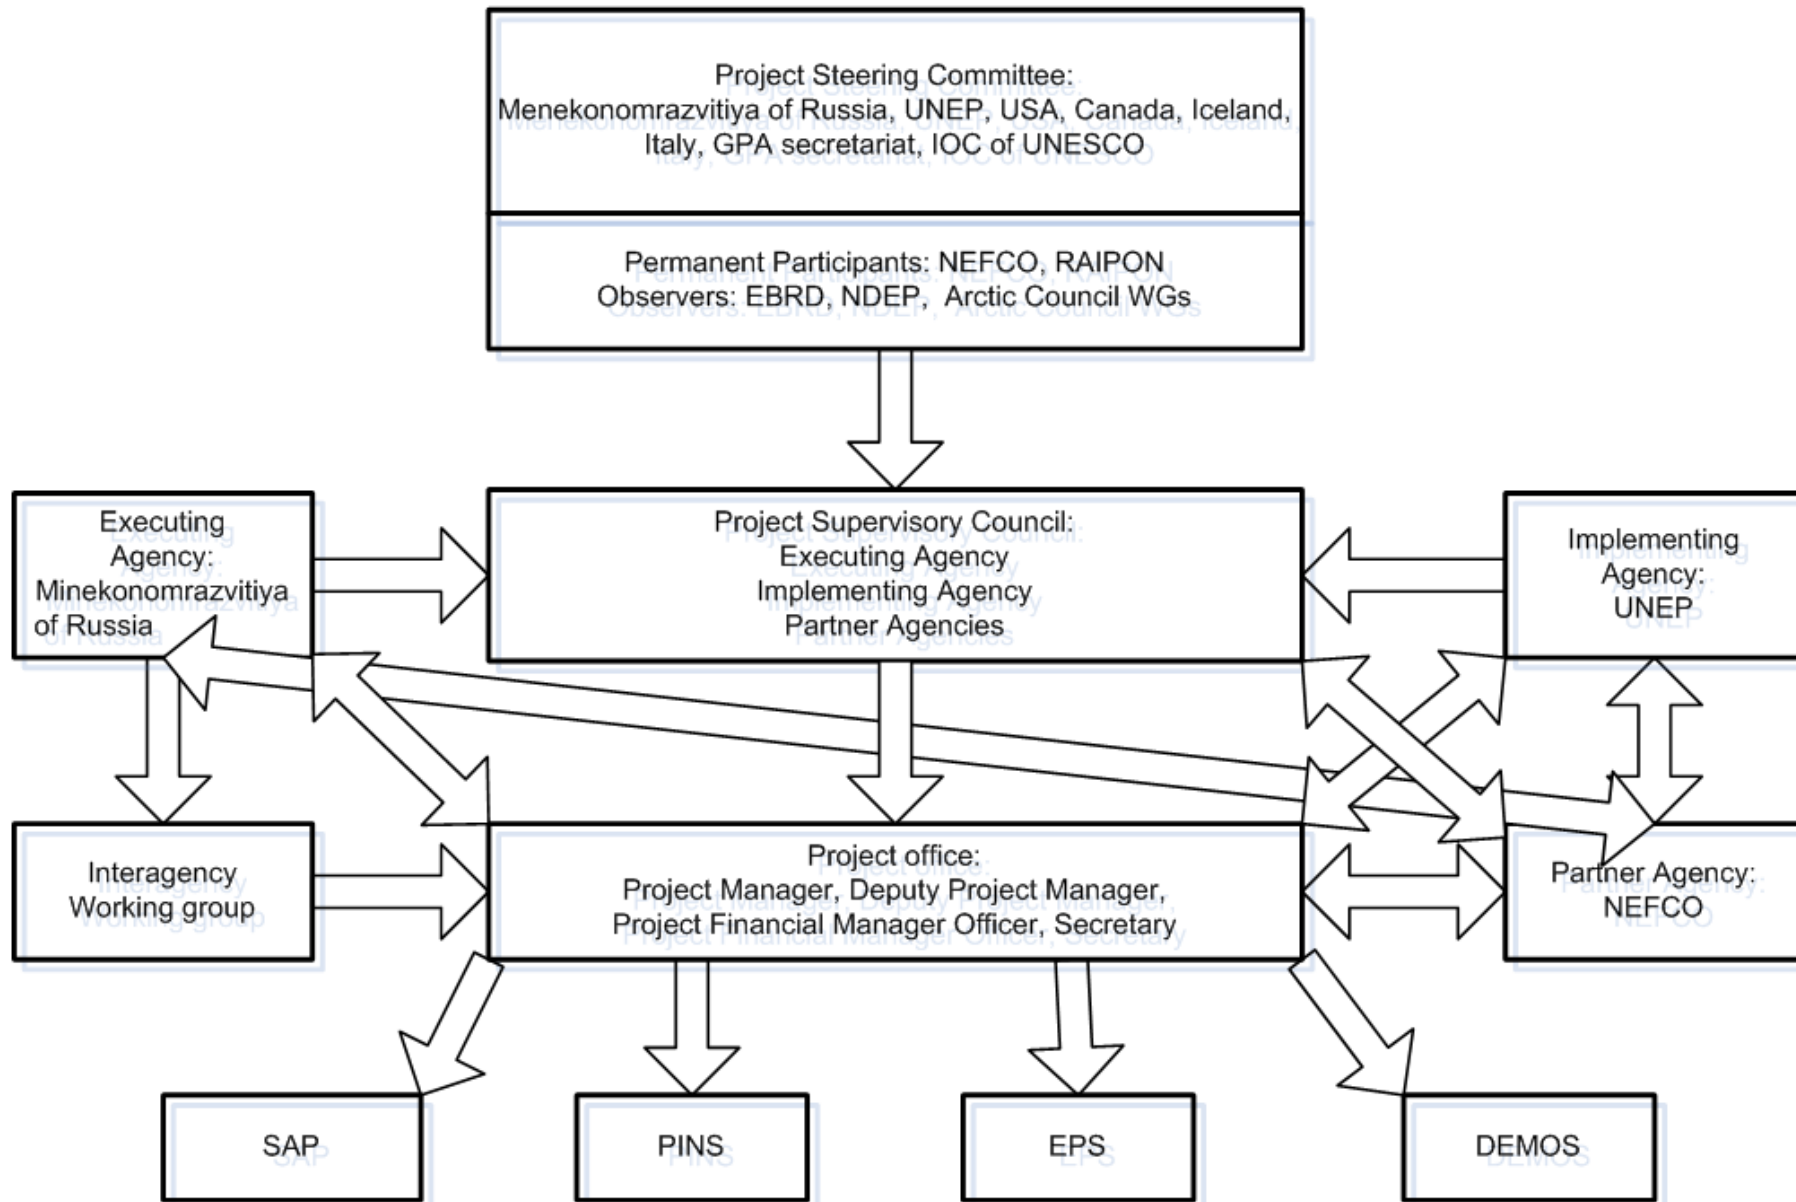 Project Steering Committee:
Menekonomrazvitiya of Russia, UNEP, USA, Canada, Iceland,
Italy, GPA secretariat, IOC of UNESCO
Permanent Participants: NEFCO, RAIPON
Observers: EBRD, NDEP, Arctic Council WGs
Executing
Agency:
Minekonomrazvitiya
of Russia
Project Supervisory Council:
Executing Agency
Implementing Agency
Partner Agencies
Implementing
Agency:
UNEP
Interagency
Working group
Project office:
Project Manager, Deputy Project Manager,
Project Financial Manager Officer, Secretary
Partner Agency:
NEFCO
SAP
PINS
EPS
DEMOS